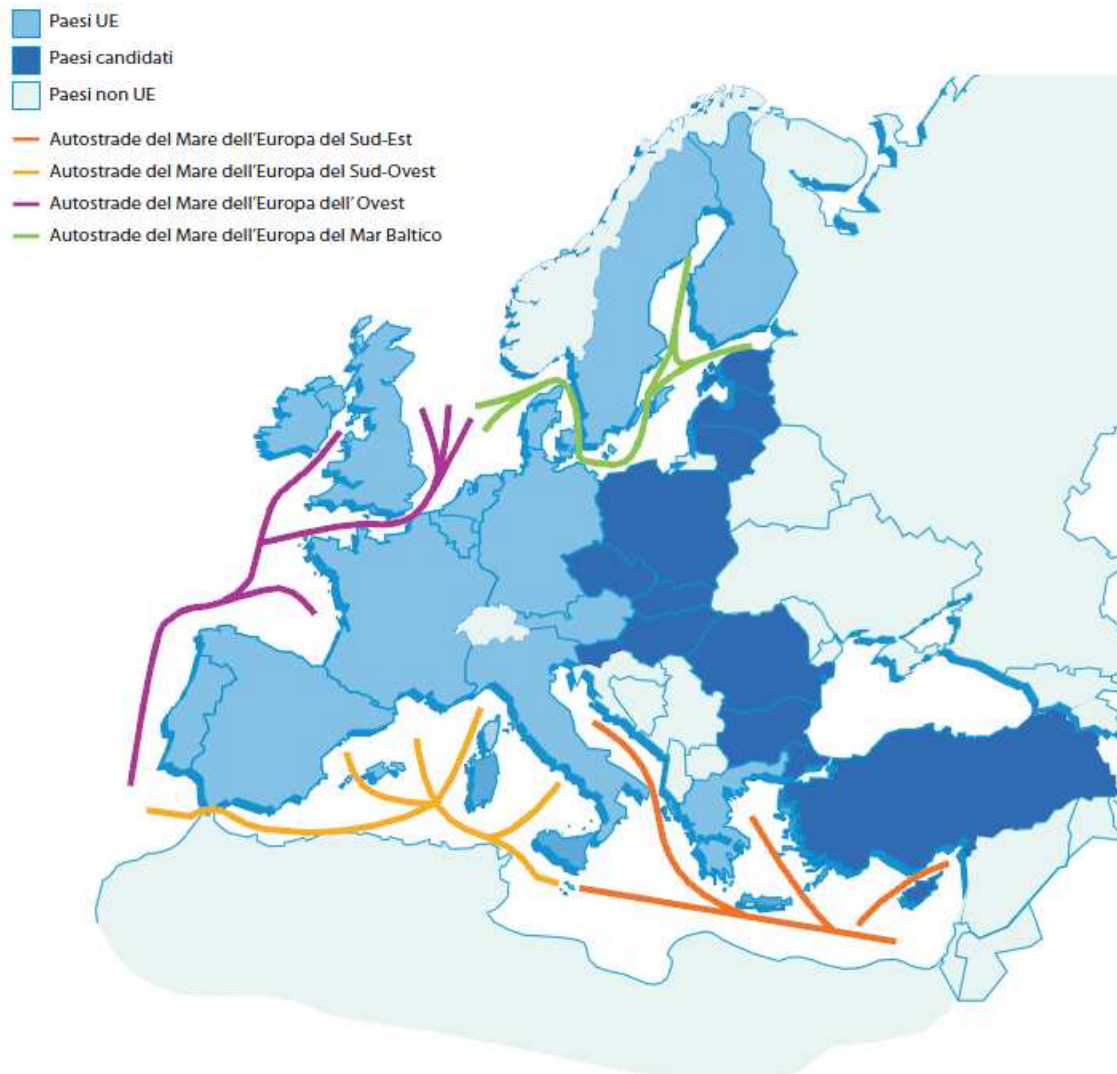 Paesi UE
Paesi candidati
Paesi non UE
Autostrade del Mare dell'Europa del Sud-Est
Autostrade del Mare dell'Europa del Sud-Ovest
Autostrade del Mare dell'Europa dell' Ovest
Autostrade del Mare dell'Europa del Mar Baltico